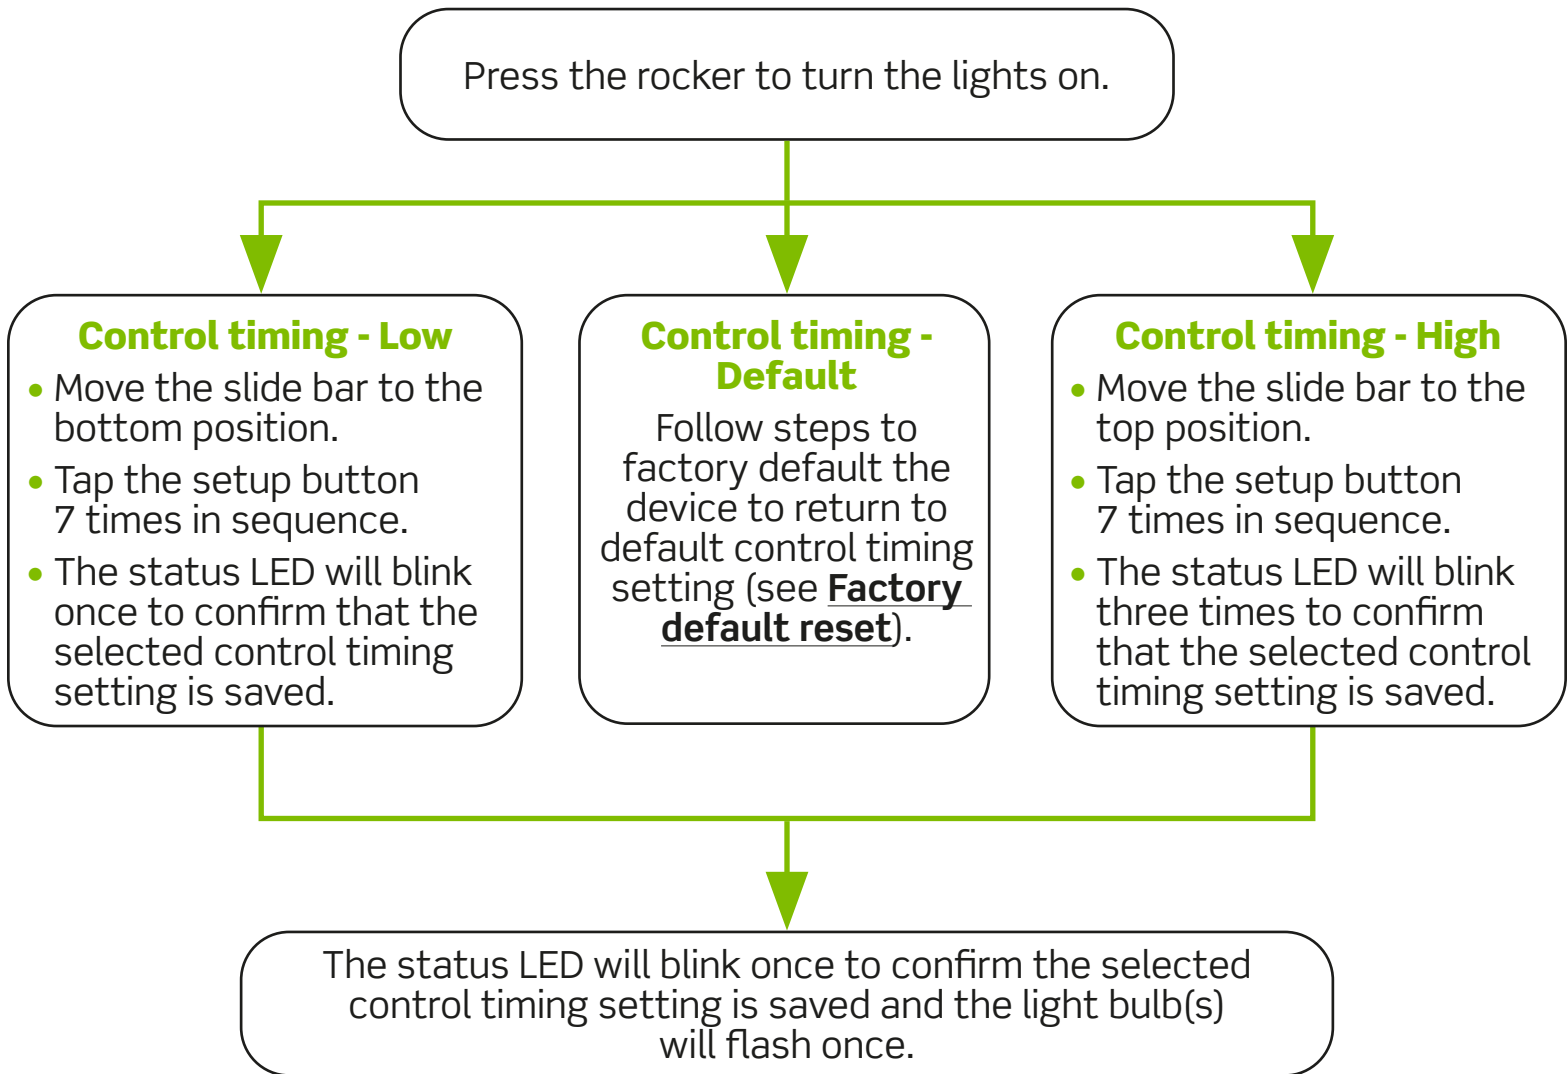 Press the rocker to turn the lights on.
Control timing - Low
• Move the slide bar to the
bottom position.
• Tap the setup button
7 times in sequence.
• The status LED will blink
once to confirm that the
selected control timing
setting is saved.
Control timing -
Default
Follow steps to
factory default the
device to return to
default control timing
setting (see Factory
default reset).
Control timing - High
• Move the slide bar to the
top position.
• Tap the setup button
7 times in sequence.
• The status LED will blink
three times to confirm
that the selected control
timing setting is saved.
The status LED will blink once to confirm the selected
control timing setting is saved and the light bulb(s)
will flash once.